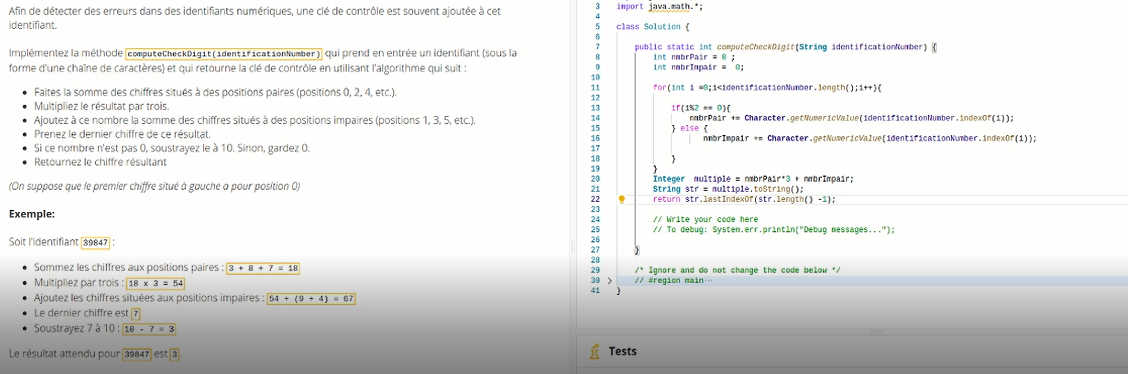 Afin de détecter des erreurs dans des identifiants numériques, une clé de contrôle est souvent ajoutée à cet
identifiant.
Implémentez la méthode computeCheckDigit(identificationNumber) qui prend en entrée un identifiant (sous la
forme d'une chaîne de caractères) et qui retourne la clé de contrôle en utilisant l'algorithme qui suit :
• Faites la somme des chiffres situés à des positions paires (positions 0, 2, 4, etc.).
• Multipliez le résultat par trois.
• Ajoutez à ce nombre la somme des chiffres situés à des positions impaires (positions 1, 3, 5, etc.).
• Prenez le dernier chiffre de ce résultat.
• Si ce nombre n'est pas 0, soustrayez le à 10. Sinon, gardez 0.
• Retournez le chiffre résultant
(On suppose que le premier chiffre situé à gauche a pour position 0)
Exemple:
Soit l'identifiant 39847 :
• Sommez les chiffres aux positions paires : 3 + 8 + 7 = 18
• Multipliez par trois : 18 x 3 = 54
• Ajoutez les chiffres situées aux positions impaires : 54 + (9 + 4) = 67
• Le dernier chiffre est 7
• Soustrayez 7 à 10 : 10 - 7 = 3
Le résultat attendu pour 39847 est 3.
3 import java.math.*;
4
5 class Solution {
6
7 public static int computeCheckDigit(String identificationNumber) {
8 int nmbrPair = 0 ;
9 int nmbrImpair = 0;
10
11 for(int i =0;i<identificationNumber.length();i++){
12
13 if(i%2 == 0){
14 nmbrPair += Character.getNumericValue(identificationNumber.indexOf(i));
15 } else {
16 nmbrImpair += Character.getNumericValue(identificationNumber.indexOf(i));
17
18 }
19 }
20 Integer multiple = nmbrPair*3 + nmbrImpair;
21 String str = multiple.toString();
22 return str.lastIndexOf(str.length() -1);
23
24 // Write your code here
25 // To debug: System.err.println("Debug messages...");
26
27 }
28
29 /* Ignore and do not change the code below */
30 // #region main
41 }
Tests